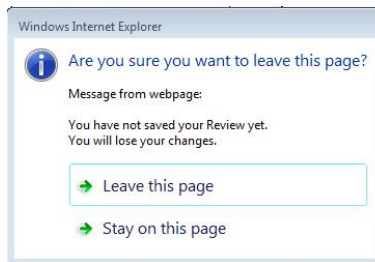 Windows Internet Explorer
Are you sure you want to leave this page?
Message from webpage:
You have not saved your Review yet.
You will lose your changes.
Leave this page
Stay on this page